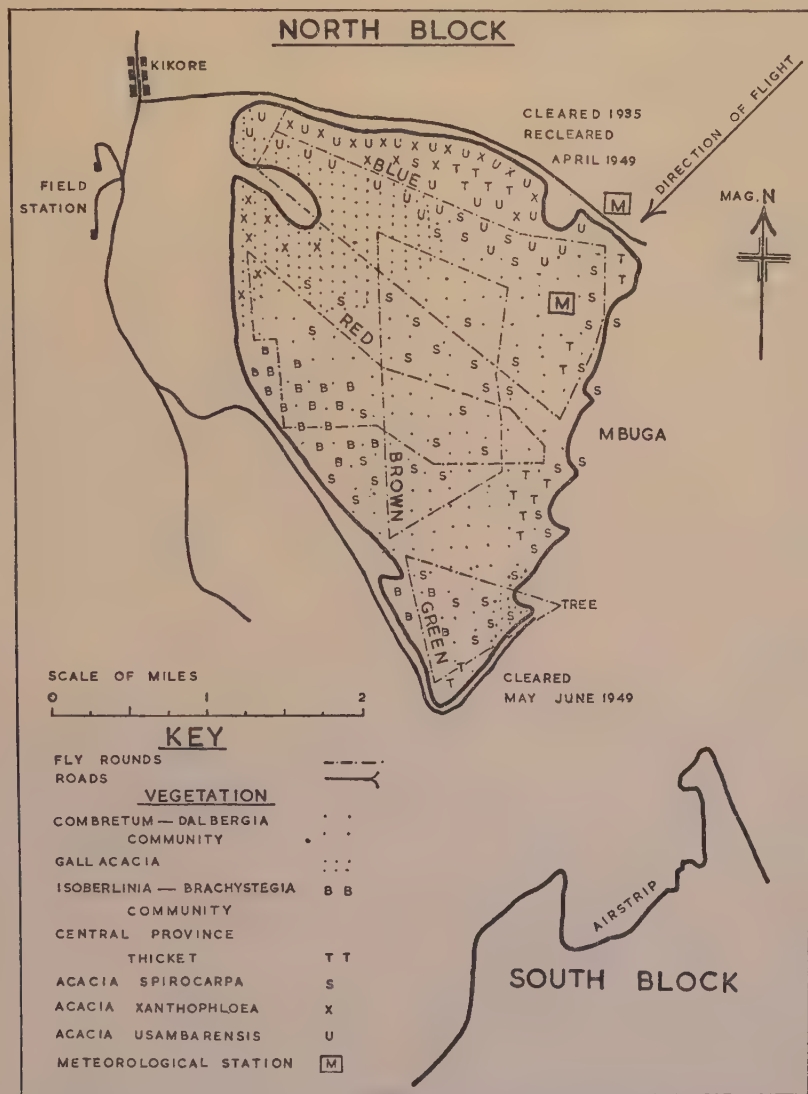 NORTH BLOCK
KIKORE
FIELD
STATION
CLEARED 1935
RECLEARED
APRIL 1949
DIRECTION OF FLIGHT
M
MAG. N
BLUE
M
RED
MBUGA
BROWN
GREEN
TREE
CLEARED
MAY JUNE 1949
SCALE OF MILES
0 1 2
KEY
FLY ROUNDS
ROADS
VEGETATION
COMBRETUM — DALBERGIA
COMMUNITY
GALL ACACIA
ISOBERLINIA — BRACHYSTEGIA B B
COMMUNITY
CENTRAL PROVINCE
THICKET T T
ACACIA SPIROCARPA S
ACACIA XANTHOPHLOEA X
ACACIA USAMBARENSIS U
METEOROLOGICAL STATION M
AIRSTRIP
SOUTH BLOCK